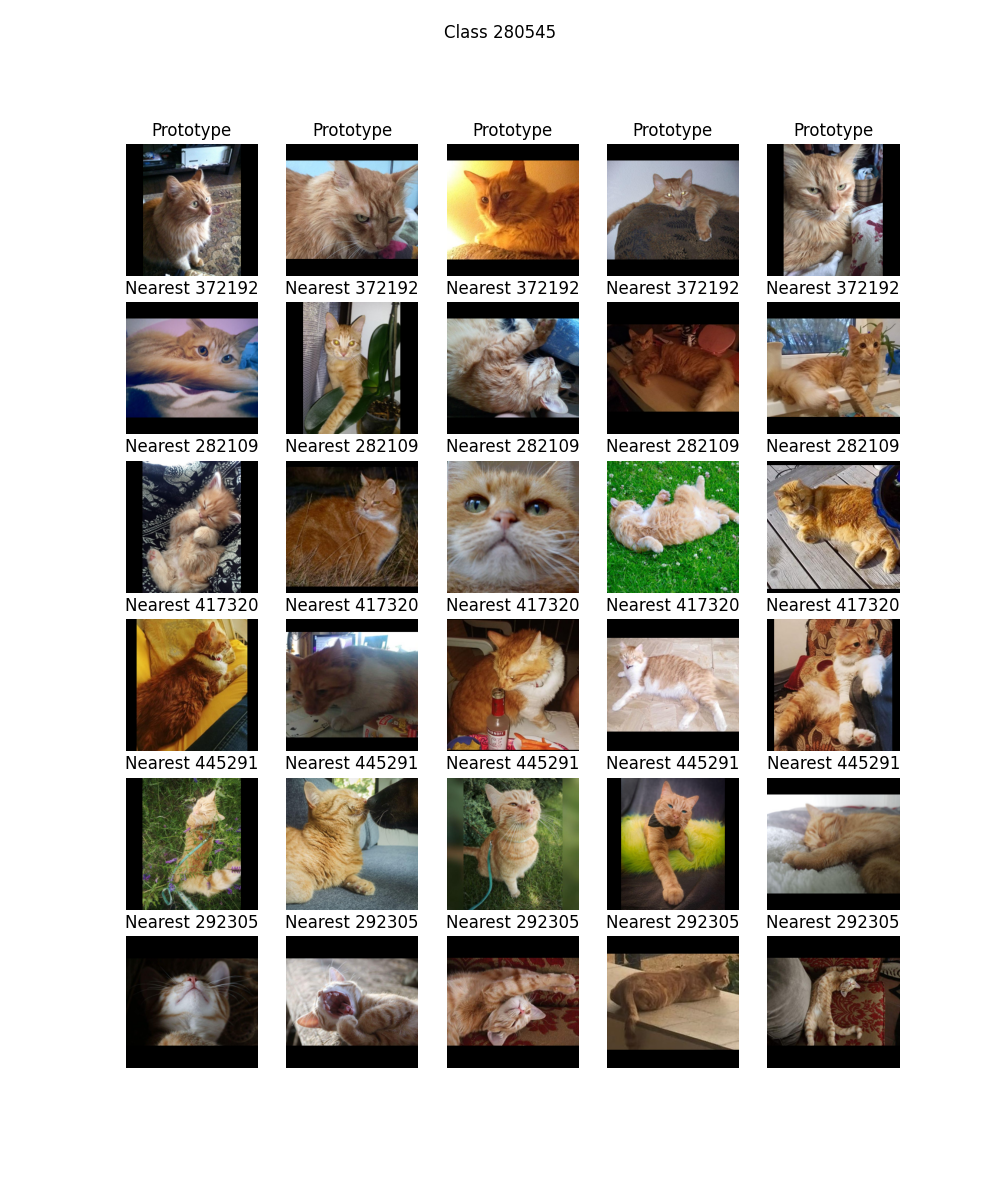 Class 280545
Prototype Prototype Prototype Prototype Prototype
Nearest 372192 Nearest 372192 Nearest 372192 Nearest 372192 Nearest 372192
Nearest 282109 Nearest 282109 Nearest 282109 Nearest 282109 Nearest 282109
Nearest 417320 Nearest 417320 Nearest 417320 Nearest 417320 Nearest 417320
Nearest 445291 Nearest 445291 Nearest 445291 Nearest 445291 Nearest 445291
Nearest 292305 Nearest 292305 Nearest 292305 Nearest 292305 Nearest 292305